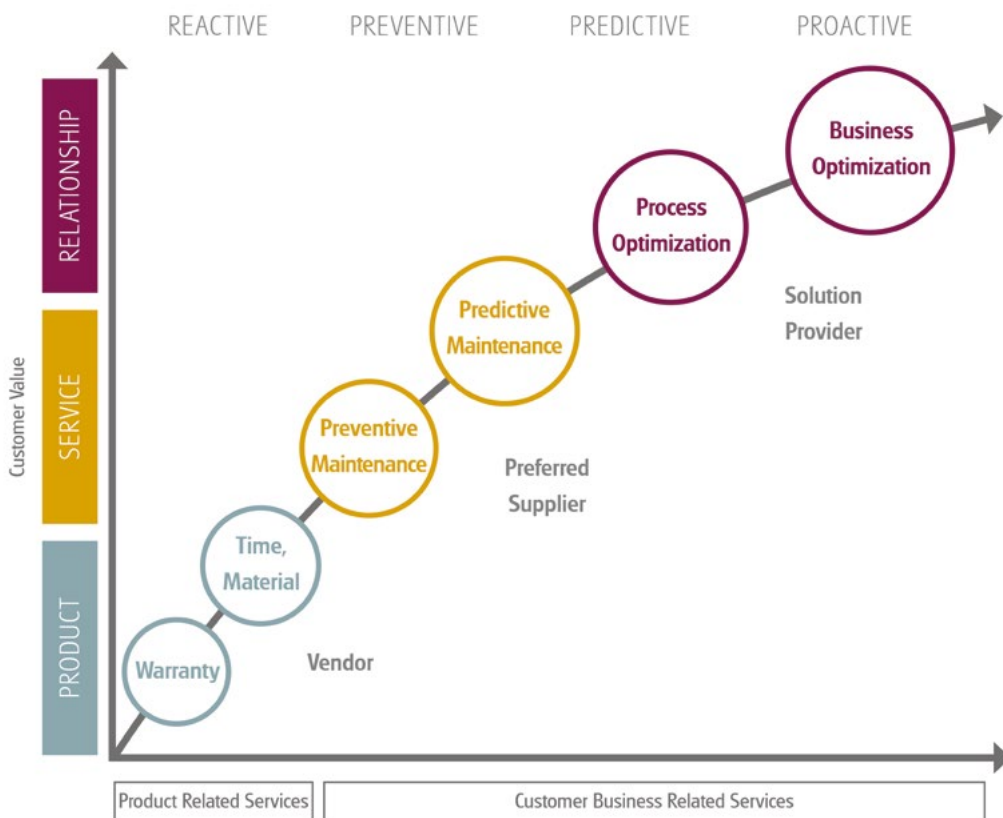 REACTIVE PREVENTIVE PREDICTIVE PROACTIVE
RELATIONSHIP
SERVICE
PRODUCT
Customer Value
Business
Optimization
Process
Optimization
Solution
Provider
Predictive
Maintenance
Preventive
Maintenance
Preferred
Supplier
Time,
Material
Vendor
Warranty
Product Related Services
Customer Business Related Services